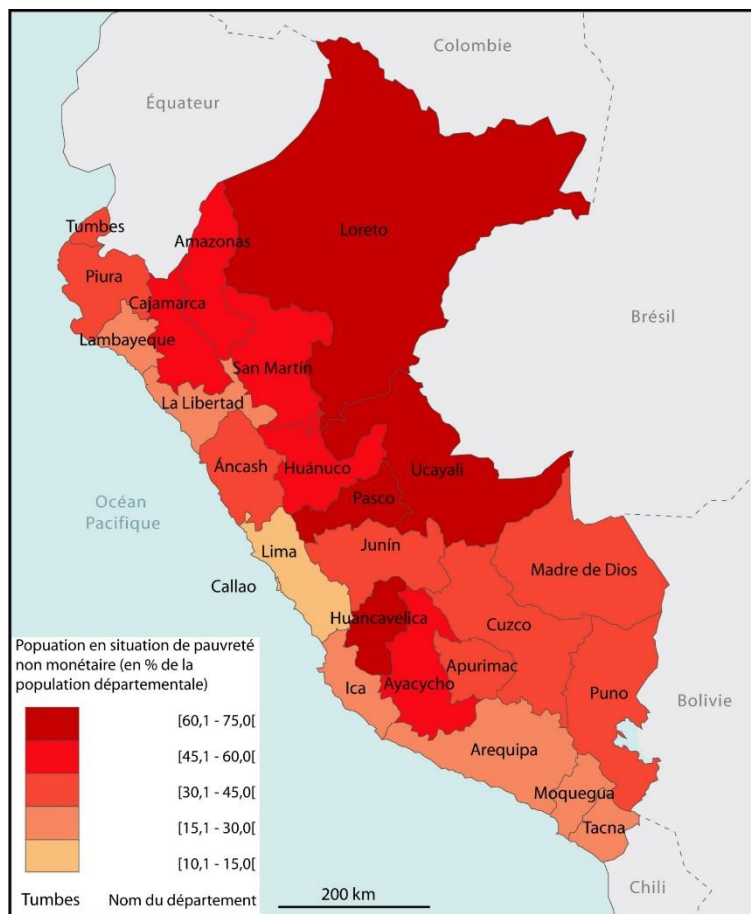 Colombie
Équateur
Tumbes
Amazonas
Loreto
Piura
Cajamarca
Brésil
Lambayeque
San Martín
La Libertad
Áncash
Huánuco
Ucayali
Pasco
Océan
Pacifique
Lima
Junín
Madre de Dios
Callao
Huancavelica
Cuzco
Apurimac
Ica
Ayacycho
Puno
Bolivie
Arequipa
Moquegua
Tacna
Chili
Popuation en situation de pauvreté
non monétaire (en % de la
population départementale)
[60,1 - 75,0[
[45,1 - 60,0[
[30,1 - 45,0[
[15,1 - 30,0[
[10,1 - 15,0[
Tumbes Nom du département
200 km